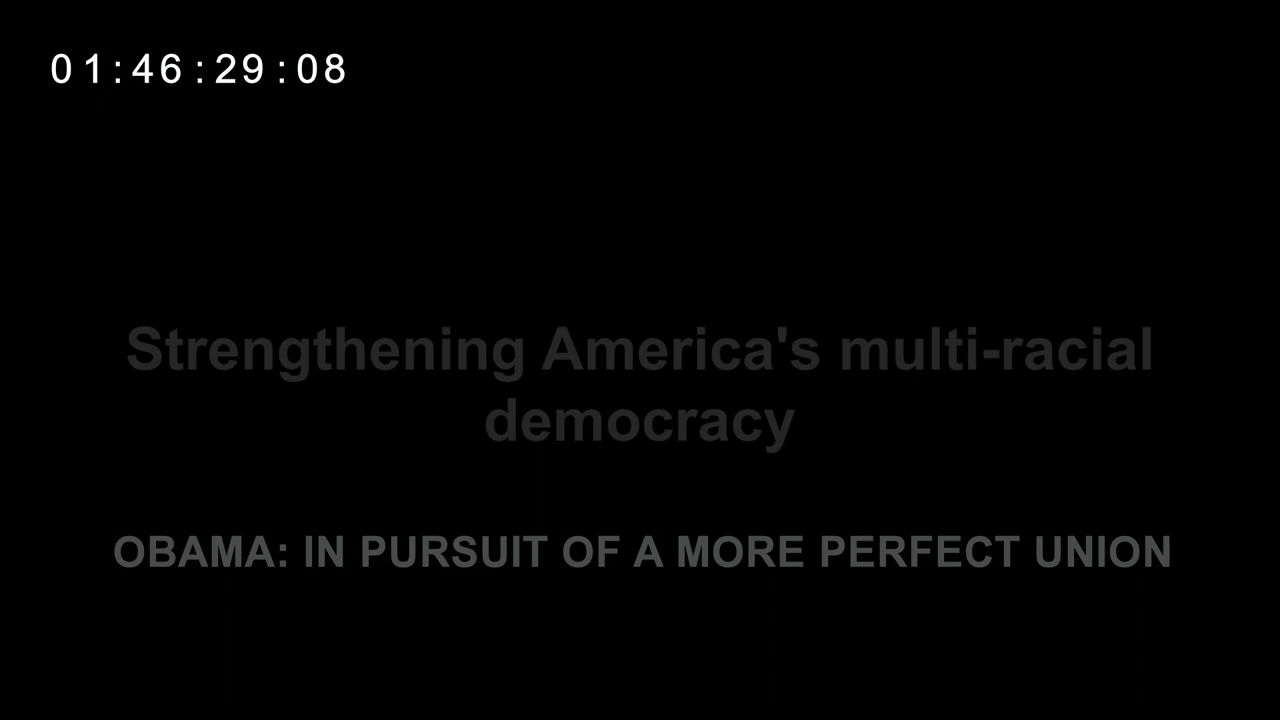 01:46:29:08
Strengthening America's multi-racial
democracy
OBAMA: IN PURSUIT OF A MORE PERFECT UNION